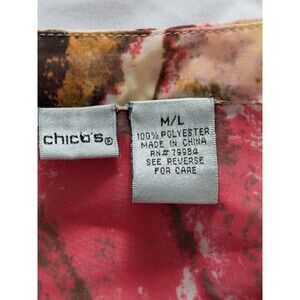 chico's®
M/L
100% POLYESTER
MADE IN CHINA
RN# 79984
SEE REVERSE
FOR CARE